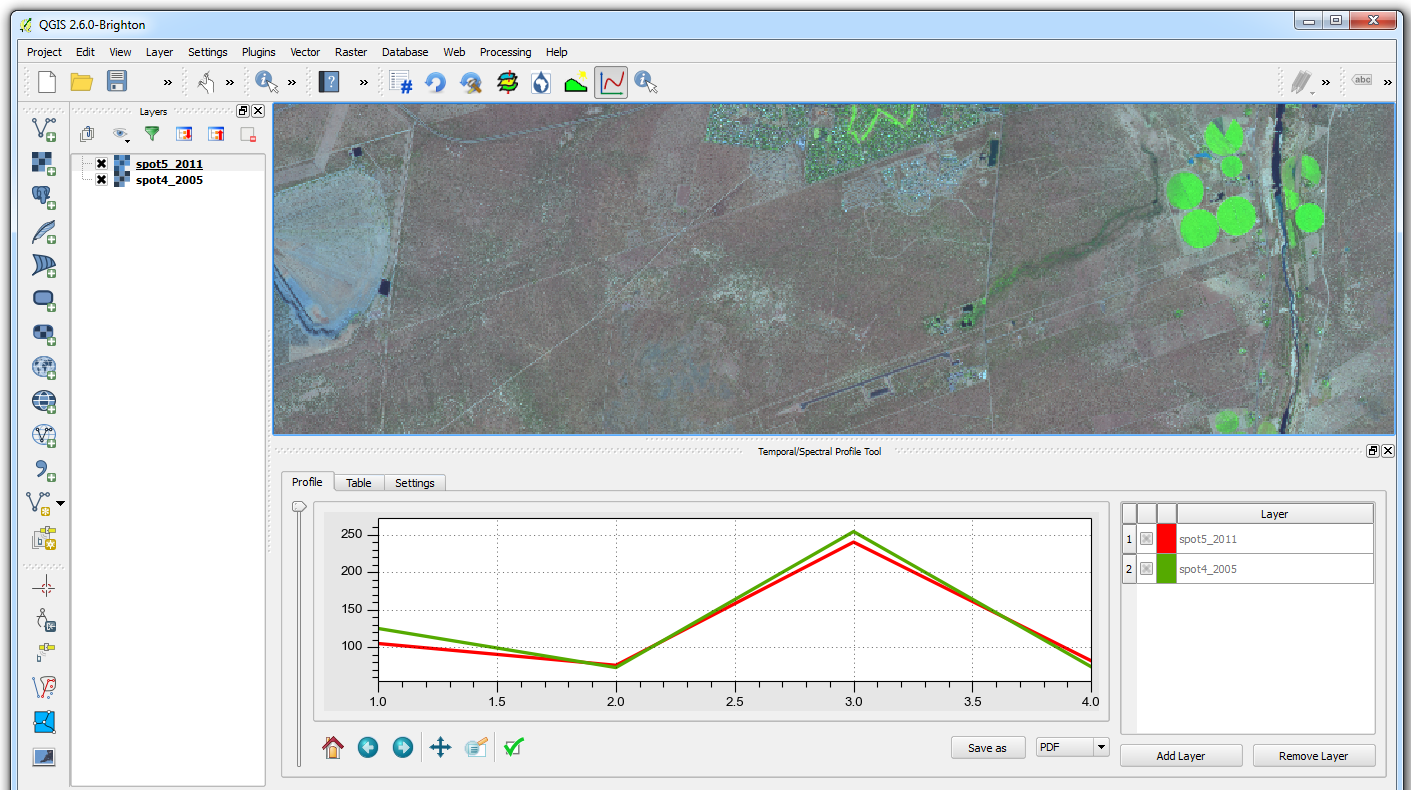 QGIS 2.6.0-Brighton
Project Edit View Layer Settings Plugins Vector Raster Database Web Processing Help
» » » ? » # » abc »
Layers
spot5_2011
spot4_2005
Temporal/Spectral Profile Tool
Profile Table Settings
250
200
150
100
1.0 1.5 2.0 2.5 3.0 3.5 4.0
Layer
1 spot5_2011
2 spot4_2005
Save as PDF
Add Layer Remove Layer